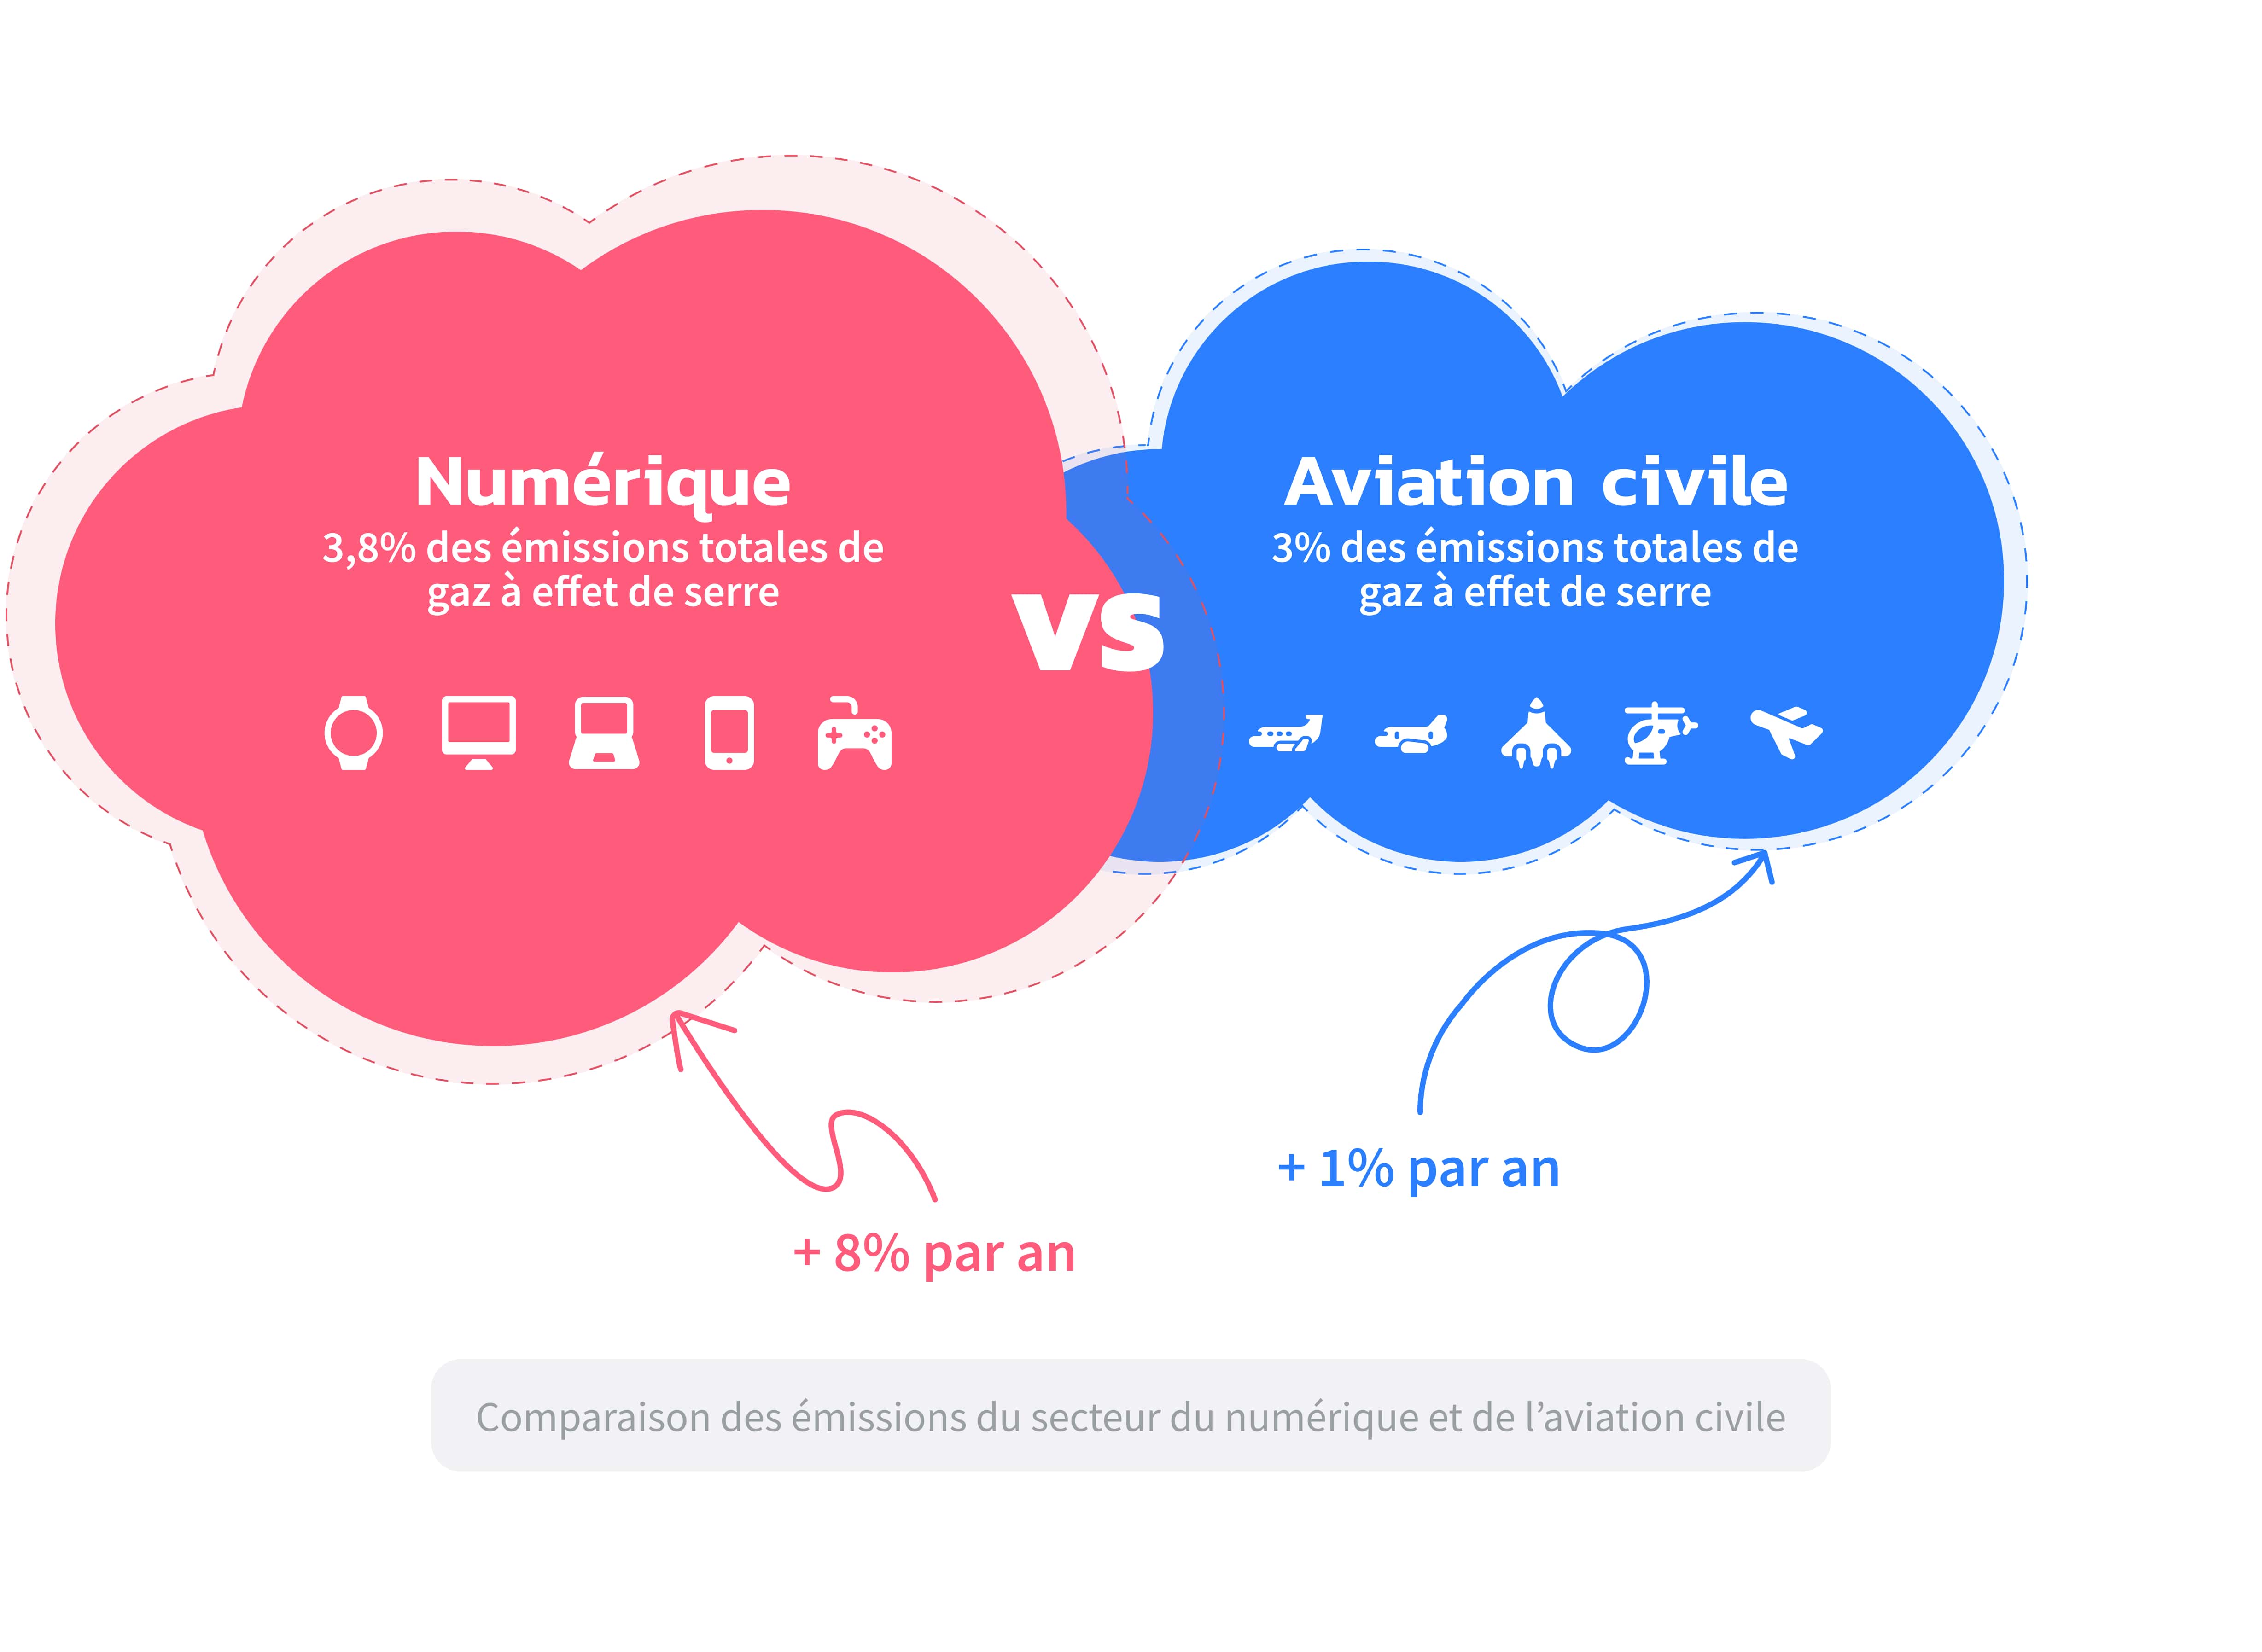 Numérique
3,8% des émissions totales de
gaz à effet de serre
vs
Aviation civile
3% des émissions totales de
gaz à effet de serre
+ 1% par an
+ 8% par an
Comparaison des émissions du secteur du numérique et de l’aviation civile